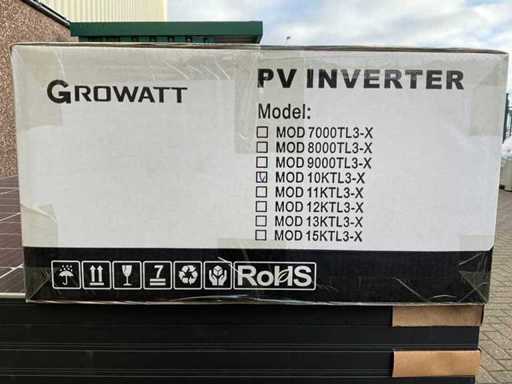 GROWATT
PV INVERTER
Model:
MOD 7000TL3-X
MOD 8000TL3-X
MOD 9000TL3-X
MOD 10KTL3-X
MOD 11KTL3-X
MOD 12KTL3-X
MOD 13KTL3-X
MOD 15KTL3-X
7
RoHS